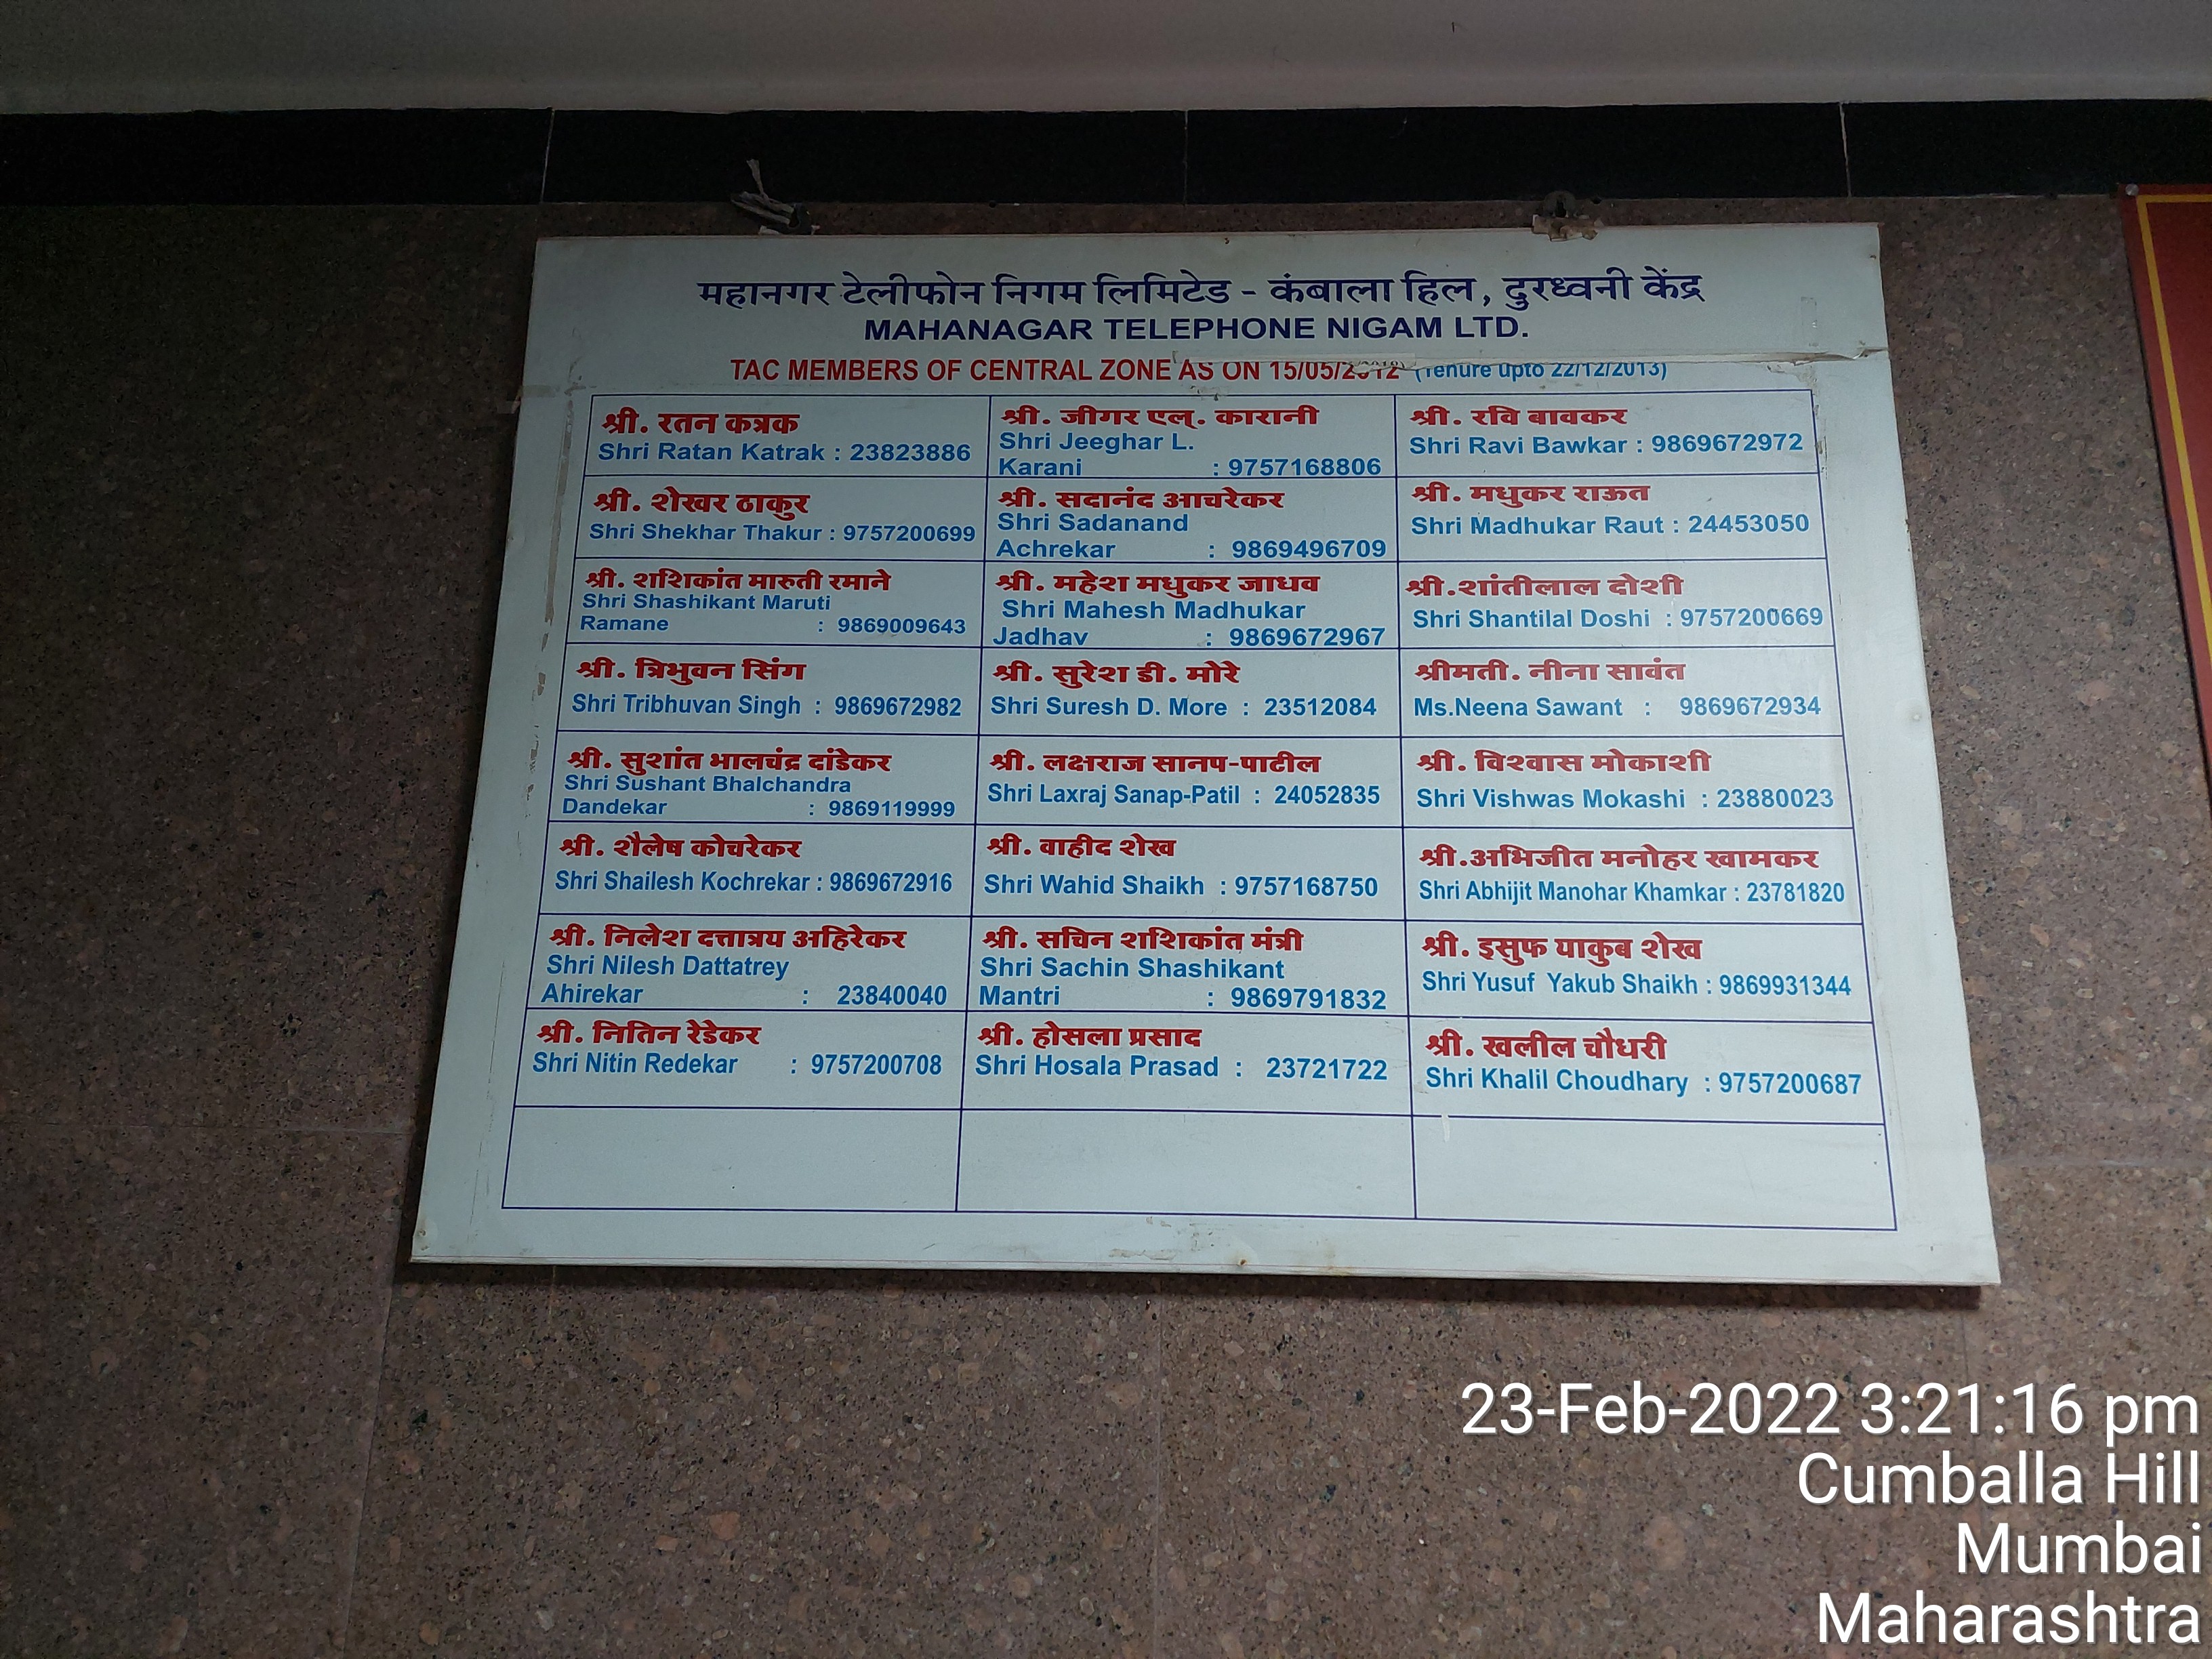 महानगर टेलीफोन निगम लिमिटेड - कंबाला हिल, दुरध्वनी केंद्र
MAHANAGAR TELEPHONE NIGAM LTD.
TAC MEMBERS OF CENTRAL ZONE AS ON 15/05/2012 (Tenure upto 22/12/2013)
श्री. रतन कत्रक
Shri Ratan Katrak : 23823886
श्री. जीगर एल्. कारानी
Shri Jeeghar L.
Karani : 9757168806
श्री. रवि बावकर
Shri Ravi Bawkar : 9869672972
श्री. शेखर ठाकुर
Shri Shekhar Thakur : 9757200699
श्री. सदानंद आचरेकर
Shri Sadanand
Achrekar : 9869496709
श्री. मधुकर राऊत
Shri Madhukar Raut : 24453050
श्री. शशिकांत मारुती रमाने
Shri Shashikant Maruti
Ramane : 9869009643
श्री. महेश मधुकर जाधव
Shri Mahesh Madhukar
Jadhav : 9869672967
श्री.शांतीलाल दोशी
Shri Shantilal Doshi : 9757200669
श्री. त्रिभुवन सिंग
Shri Tribhuvan Singh : 9869672982
श्री. सुरेश डी. मोरे
Shri Suresh D. More : 23512084
श्रीमती. नीना सावंत
Ms.Neena Sawant : 9869672934
श्री. सुशांत भालचंद्र दांडेकर
Shri Sushant Bhalchandra
Dandekar : 9869119999
श्री. लक्षराज सानप-पाटील
Shri Laxraj Sanap-Patil : 24052835
श्री. विश्वास मोकाशी
Shri Vishwas Mokashi : 23880023
श्री. शैलेष कोचरेकर
Shri Shailesh Kochrekar : 9869672916
श्री. वाहीद शेख
Shri Wahid Shaikh : 9757168750
श्री.अभिजीत मनोहर खामकर
Shri Abhijit Manohar Khamkar : 23781820
श्री. निलेश दत्तात्रय अहिरेकर
Shri Nilesh Dattatrey
Ahirekar : 23840040
श्री. सचिन शशिकांत मंत्री
Shri Sachin Shashikant
Mantri : 9869791832
श्री. इसुफ याकुब शेख
Shri Yusuf Yakub Shaikh : 9869931344
श्री. नितिन रेडेकर
Shri Nitin Redekar : 9757200708
श्री. होसला प्रसाद
Shri Hosala Prasad : 23721722
श्री. खलील चौधरी
Shri Khalil Choudhary : 9757200687
23-Feb-2022 3:21:16 pm
Cumballa Hill
Mumbai
Maharashtra